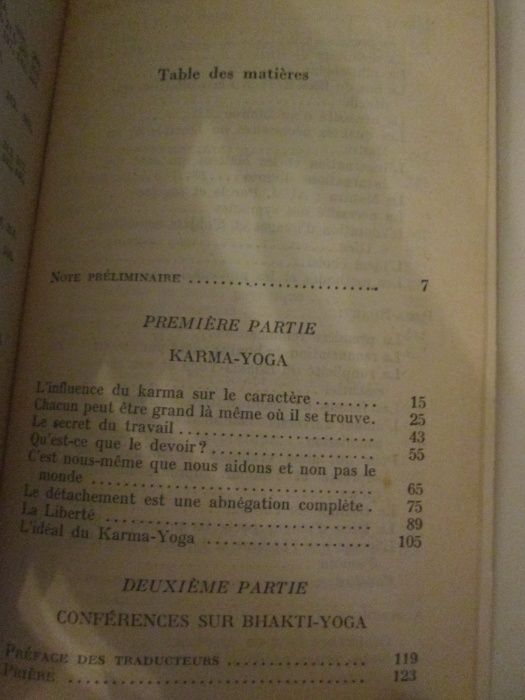 Table des matières
NOTE PRÉLIMINAIRE ........................ 7
PREMIÈRE PARTIE
KARMA-YOGA
L'influence du karma sur le caractère ........ 15
Chacun peut être grand là même où il se trouve. 25
Le secret du travail ........................ 43
Qu'est-ce que le devoir? ..................... 55
C'est nous-même que nous aidons et non pas le
monde ................................. 65
Le détachement est une abnégation complète . 75
La Liberté ................................. 89
L'idéal du Karma-Yoga ..................... 105
DEUXIÈME PARTIE
CONFÉRENCES SUR BHAKTI-YOGA
PRÉFACE DES TRADUCTEURS .................. 119
PRIÈRE .................................... 123